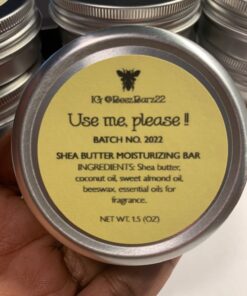 IG @BeezBarz22
Use me, please !!
BATCH NO. 2022
SHEA BUTTER MOISTURIZING BAR
INGREDIENTS: Shea butter,
coconut oil, sweet almond oil,
beeswax, essential oils for
fragrance.
NET WT. 1.5 (OZ)